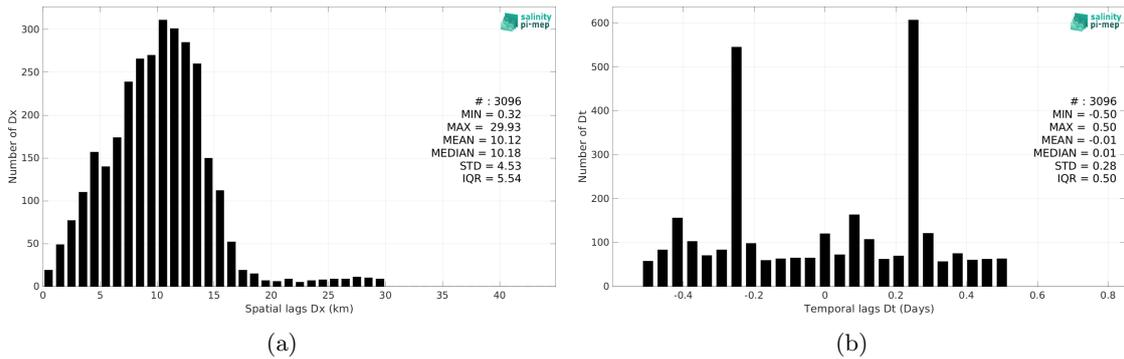 300
250
200
150
100
50
0
Number of Dx
salinity
pi-mep
# : 3096
MIN = 0.32
MAX = 29.93
MEAN = 10.12
MEDIAN = 10.18
STD = 4.53
IQR = 5.54
0 5 10 15 20 25 30 35 40
Spatial lags Dx (km)
(a)
600
500
400
300
200
100
0
Number of Dt
salinity
pi-mep
# : 3096
MIN = -0.50
MAX = 0.50
MEAN = -0.01
MEDIAN = 0.01
STD = 0.28
IQR = 0.50
-0.4 -0.2 0 0.2 0.4 0.6 0.8
Temporal lags Dt (Days)
(b)